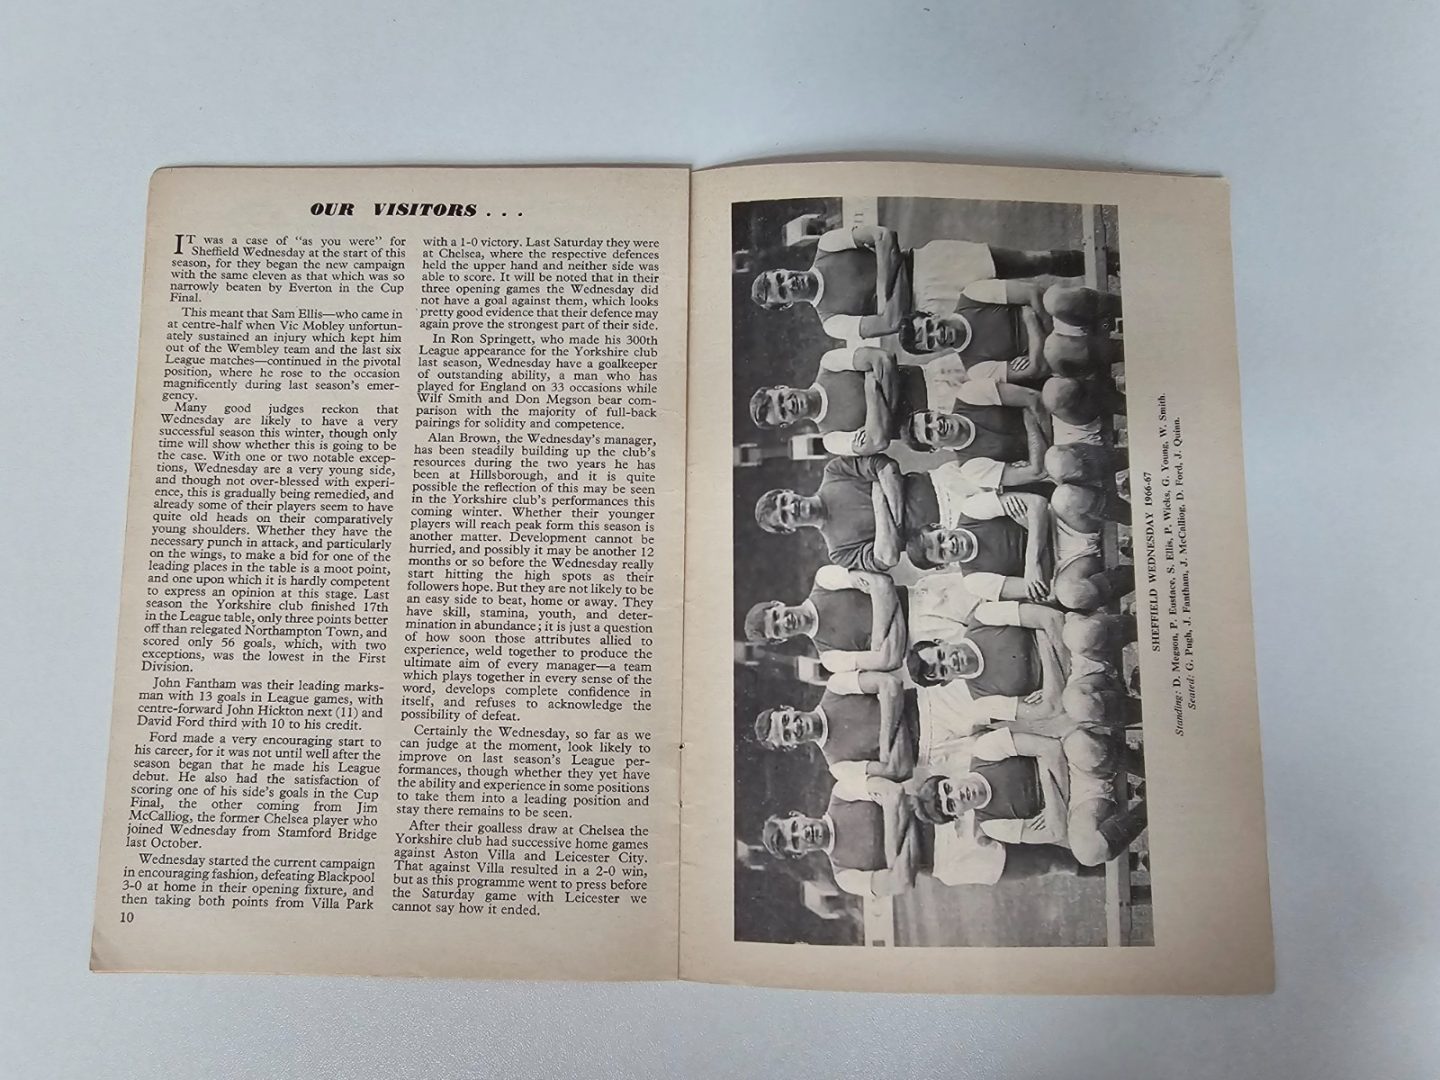 OUR VISITORS . . .
IT was a case of "as you were" for
Sheffield Wednesday at the start of this
season, for they began the new campaign
with the same eleven as that which was so
narrowly beaten by Everton in the Cup
Final.
This meant that Sam Ellis—who came in
at centre-half when Vic Mobley unfortun-
ately sustained an injury which kept him
out of the Wembley team and the last six
League matches—continued in the pivotal
position, where he rose to the occasion
magnificently during last season's emer-
gency.
Many good judges reckon that
Wednesday are likely to have a very
successful season this winter, though only
time will show whether this is going to be
the case. With one or two notable excep-
tions, Wednesday are a very young side,
and though not over-blessed with experi-
ence, this is gradually being remedied, and
already some of their players seem to have
quite old heads on their comparatively
young shoulders. Whether they have the
necessary punch in attack, and particularly
on the wings, to make a bid for one of the
leading places in the table is a moot point,
and one upon which it is hardly competent
to express an opinion at this stage. Last
season the Yorkshire club finished 17th
in the League table, only three points better
off than relegated Northampton Town, and
scored only 56 goals, which, with two
exceptions, was the lowest in the First
Division.
John Fantham was their leading marks-
man with 13 goals in League games, with
centre-forward John Hickton next (11) and
David Ford third with 10 to his credit.
Ford made a very encouraging start to
his career, for it was not until well after the
season began that he made his League
debut. He also had the satisfaction of
scoring one of his side's goals in the Cup
Final, the other coming from Jim
McCalliog, the former Chelsea player who
joined Wednesday from Stamford Bridge
last October.
Wednesday started the current campaign
in encouraging fashion, defeating Blackpool
3-0 at home in their opening fixture, and
then taking both points from Villa Park
10
with a 1-0 victory. Last Saturday they were
at Chelsea, where the respective defences
held the upper hand and neither side was
able to score. It will be noted that in their
three opening games the Wednesday did
not have a goal against them, which looks
pretty good evidence that their defence may
again prove the strongest part of their side.
In Ron Springett, who made his 300th
League appearance for the Yorkshire club
last season, Wednesday have a goalkeeper
of outstanding ability, a man who has
played for England on 33 occasions while
Wilf Smith and Don Megson bear com-
parison with the majority of full-back
pairings for solidity and competence.
Alan Brown, the Wednesday's manager,
has been steadily building up the club's
resources during the two years he has
been at Hillsborough, and it is quite
possible the reflection of this may be seen
in the Yorkshire club's performances this
coming winter. Whether their younger
players will reach peak form this season is
another matter. Development cannot be
hurried, and possibly it may be another 12
months or so before the Wednesday really
start hitting the high spots as their
followers hope. But they are not likely to be
an easy side to beat, home or away. They
have skill, stamina, youth, and deter-
mination in abundance; it is just a question
of how soon those attributes allied to
experience, weld together to produce the
ultimate aim of every manager—a team
which plays together in every sense of the
word, develops complete confidence in
itself, and refuses to acknowledge the
possibility of defeat.
Certainly the Wednesday, so far as we
can judge at the moment, look likely to
improve on last season's League per-
formances, though whether they yet have
the ability and experience in some positions
to take them into a leading position and
stay there remains to be seen.
After their goalless draw at Chelsea the
Yorkshire club had successive home games
against Aston Villa and Leicester City.
That against Villa resulted in a 2-0 win,
but as this programme went to press before
the Saturday game with Leicester we
cannot say how it ended.
SHEFFIELD WEDNESDAY 1966-67
Standing: D. Megson, P. Eustace, S. Ellis, P. Wicks, G. Young, W. Smith.
Seated: G. Pugh, J. Fantham, J. McCalliog, D. Ford, J. Quinn.